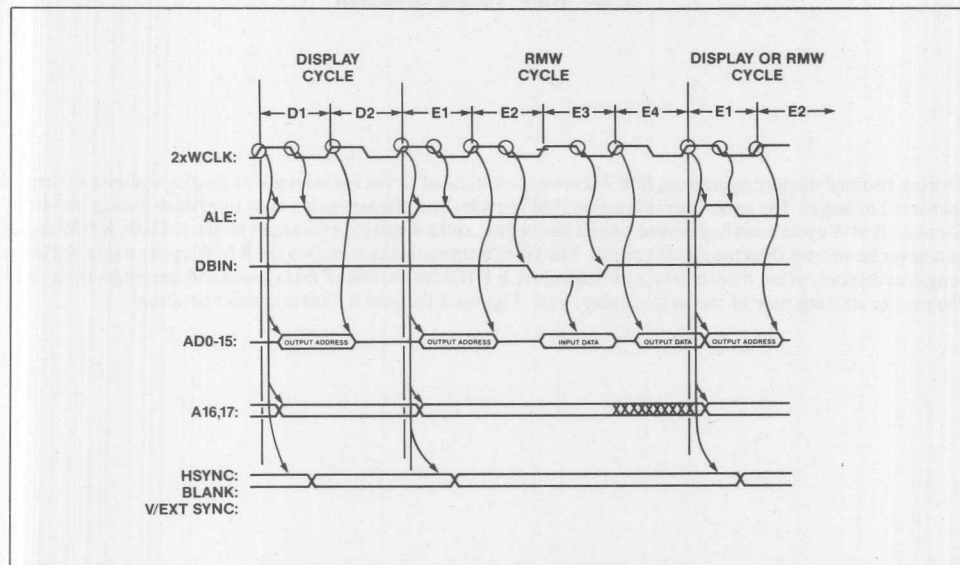 DISPLAY CYCLE
RMW CYCLE
DISPLAY OR RMW CYCLE
D1 D2 E1 E2 E3 E4 E1 E2
2xWCLK:
ALE:
DBIN:
AD0-15: OUTPUT ADDRESS OUTPUT ADDRESS INPUT DATA OUTPUT DATA OUTPUT ADDRESS
A16,17:
HSYNC:
BLANK:
V/EXT SYNC: